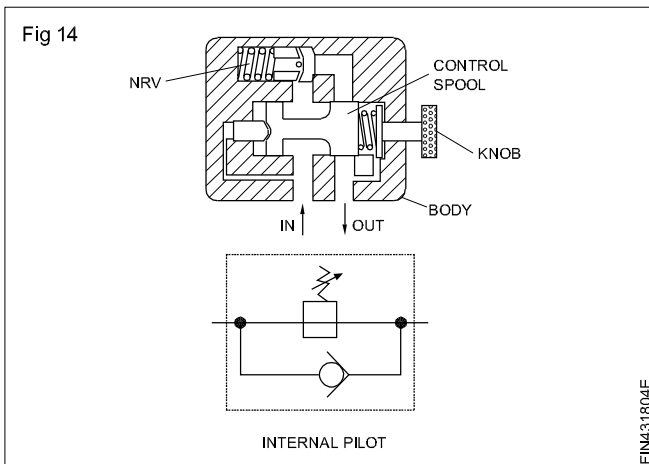 Fig 14
NRV
CONTROL
SPOOL
KNOB
BODY
IN
OUT
INTERNAL PILOT
FIN431804E